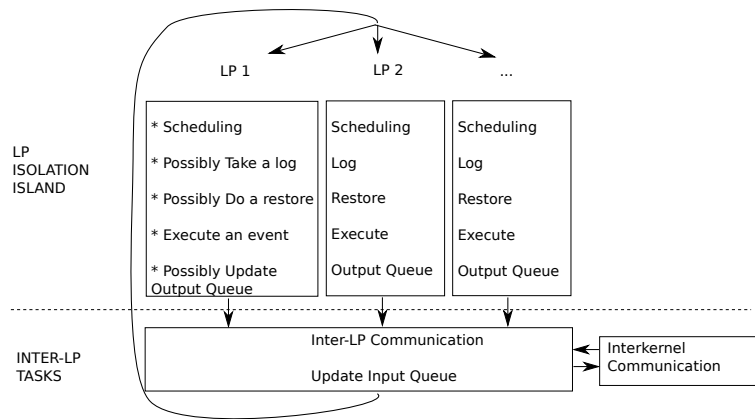 LP 1
LP 2
...
LP
ISOLATION
ISLAND
* Scheduling
* Possibly Take a log
* Possibly Do a restore
* Execute an event
* Possibly Update
Output Queue
Scheduling
Log
Restore
Execute
Output Queue
Scheduling
Log
Restore
Execute
Output Queue
INTER-LP
TASKS
Inter-LP Communication
Update Input Queue
Interkernel
Communication